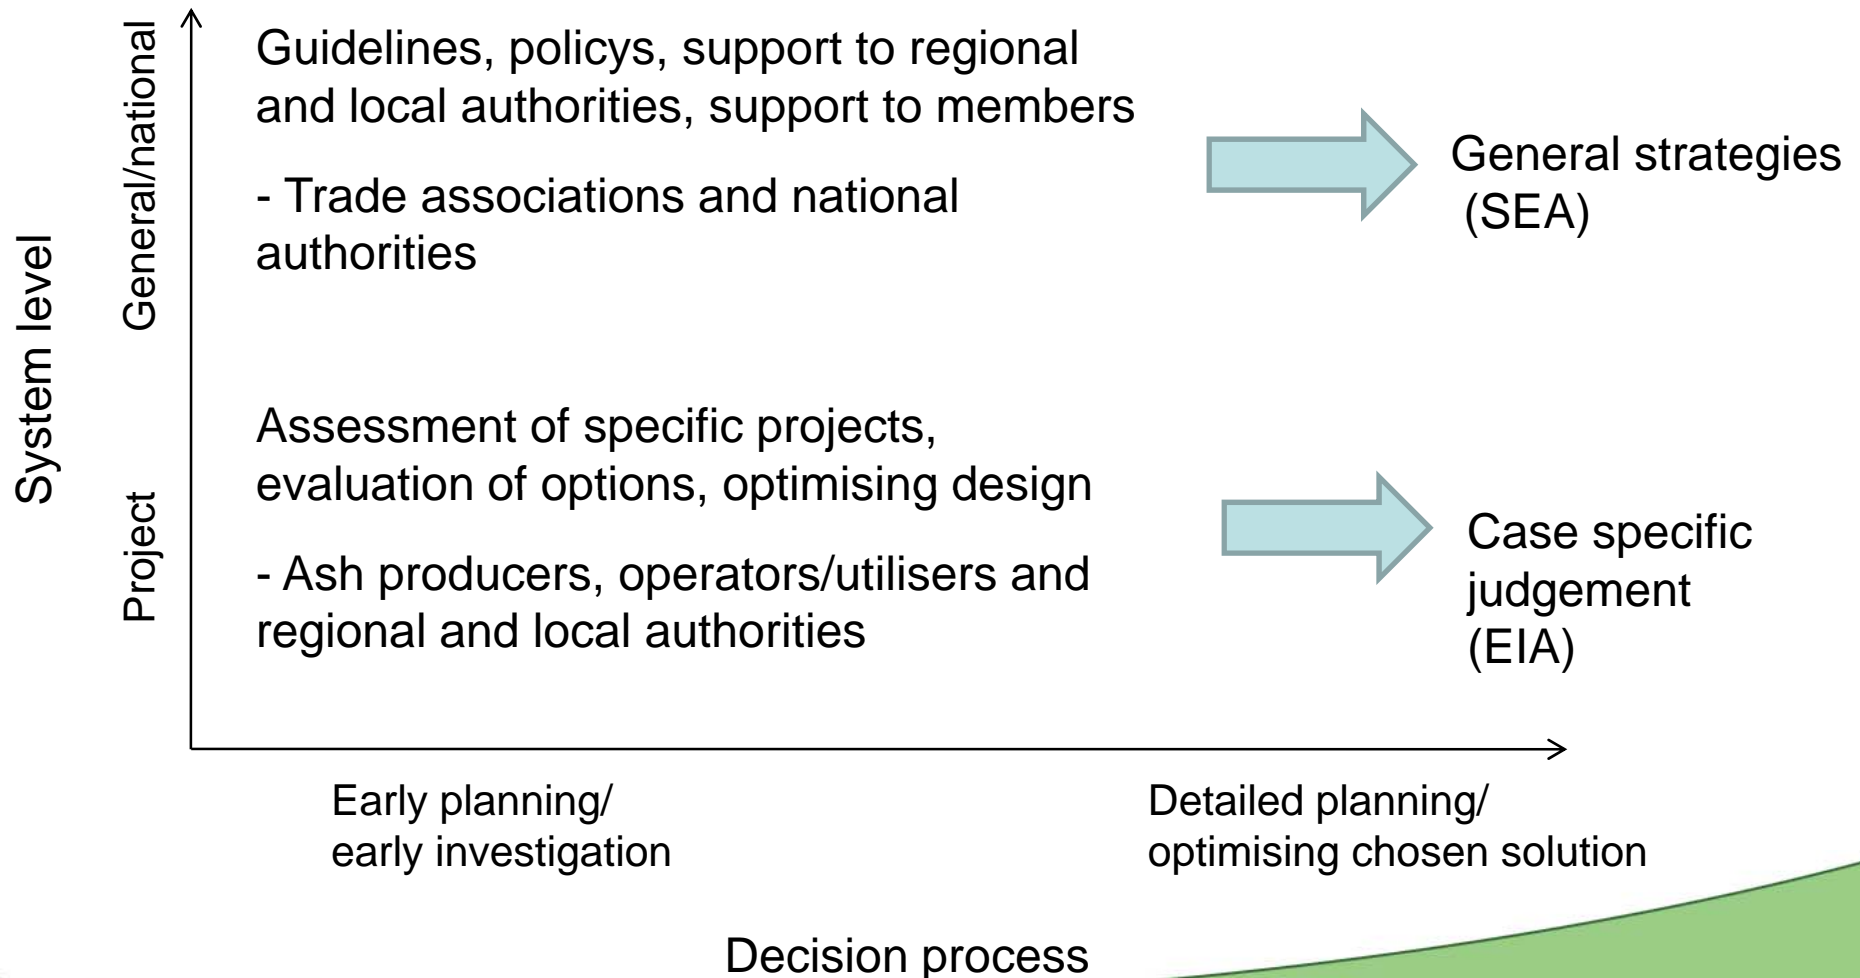 System level
General/national
Guidelines, policys, support to regional
and local authorities, support to members
- Trade associations and national
authorities
General strategies
(SEA)
Project
Assessment of specific projects,
evaluation of options, optimising design
- Ash producers, operators/utilisers and
regional and local authorities
Case specific
judgement
(EIA)
Early planning/
early investigation
Detailed planning/
optimising chosen solution
Decision process